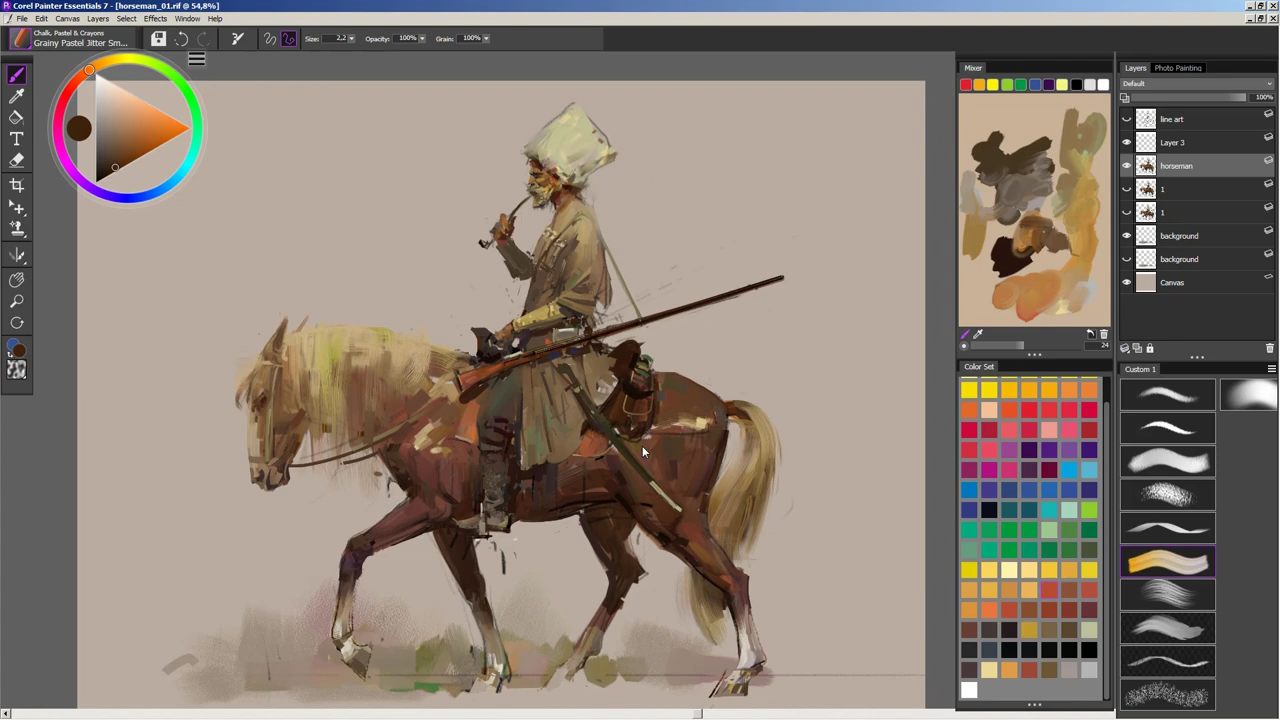 Corel Painter Essentials 7 - [horseman_01.rif @ 54,8%]
File Edit Canvas Layers Select Effects Window Help
Chalk, Pastel & Crayons
Grainy Pastel Jitter Sm...
Size: 2,2 Opacity: 100% Grain: 100%
Mixer
24
Color Set
Layers Photo Painting
Default
100%
line art
Layer 3
horseman
1
1
background
background
Canvas
Custom 1